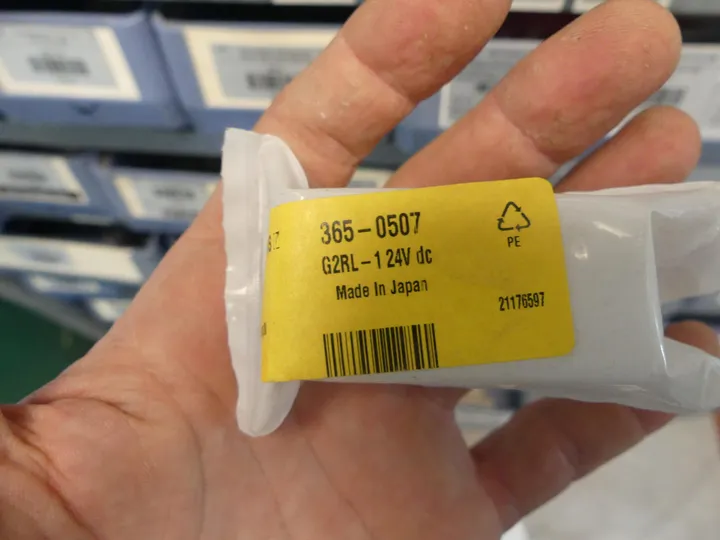 365-0507
G2RL-1 24V dc
Made In Japan
PE
21176597